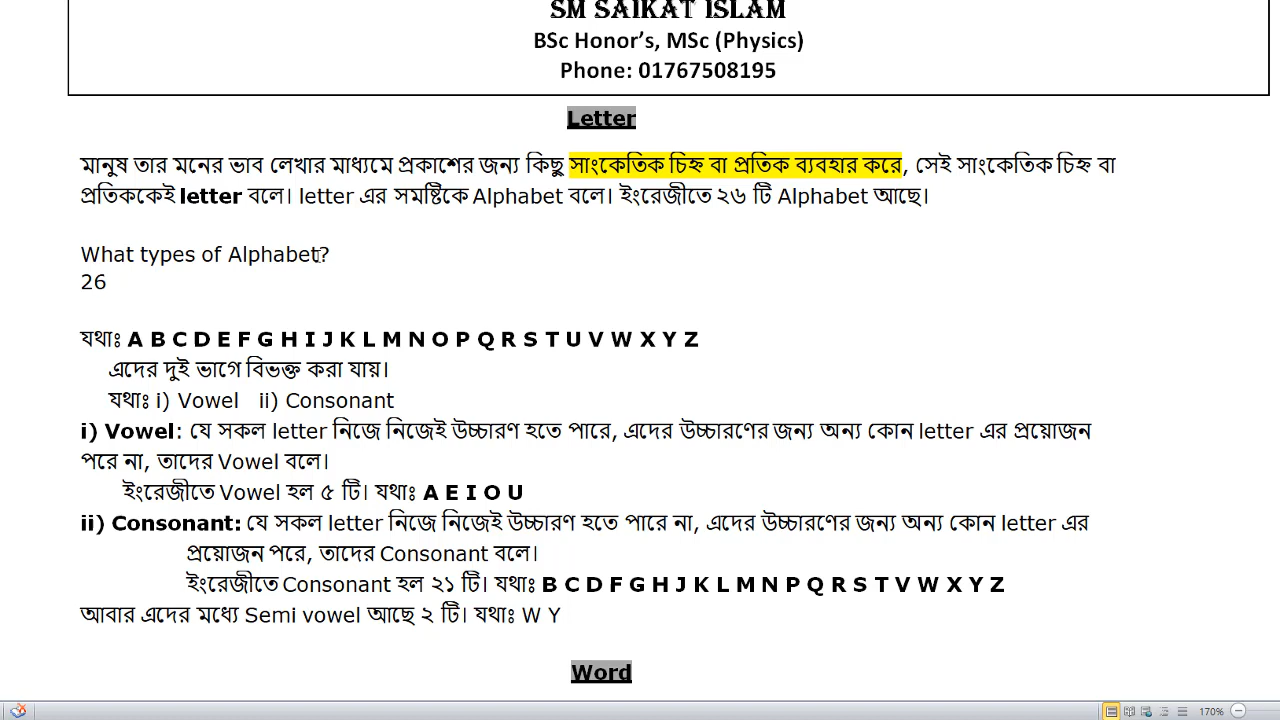 SM SAIKAT ISLAM
BSc Honor’s, MSc (Physics)
Phone: 01767508195
Letter
মানুষ তার মনের ভাব লেখার মাধ্যমে প্রকাশের জন্য কিছু সাংকেতিক চিহ্ন বা প্রতিক ব্যবহার করে, সেই সাংকেতিক চিহ্ন বা
প্রতিককেই letter বলে। letter এর সমষ্টিকে Alphabet বলে। ইংরেজীতে ২৬ টি Alphabet আছে।
What types of Alphabet?
26
যথাঃ A B C D E F G H I J K L M N O P Q R S T U V W X Y Z
এদের দুই ভাগে বিভক্ত করা যায়।
যথাঃ i) Vowel ii) Consonant
i) Vowel: যে সকল letter নিজে নিজেই উচ্চারণ হতে পারে, এদের উচ্চারণের জন্য অন্য কোন letter এর প্রয়োজন
পরে না, তাদের Vowel বলে।
ইংরেজীতে Vowel হল ৫ টি। যথাঃ A E I O U
ii) Consonant: যে সকল letter নিজে নিজেই উচ্চারণ হতে পারে না, এদের উচ্চারণের জন্য অন্য কোন letter এর
প্রয়োজন পরে, তাদের Consonant বলে।
ইংরেজীতে Consonant হল ২১ টি। যথাঃ B C D F G H J K L M N P Q R S T V W X Y Z
আবার এদের মধ্যে Semi vowel আছে ২ টি। যথাঃ W Y
Word
170%